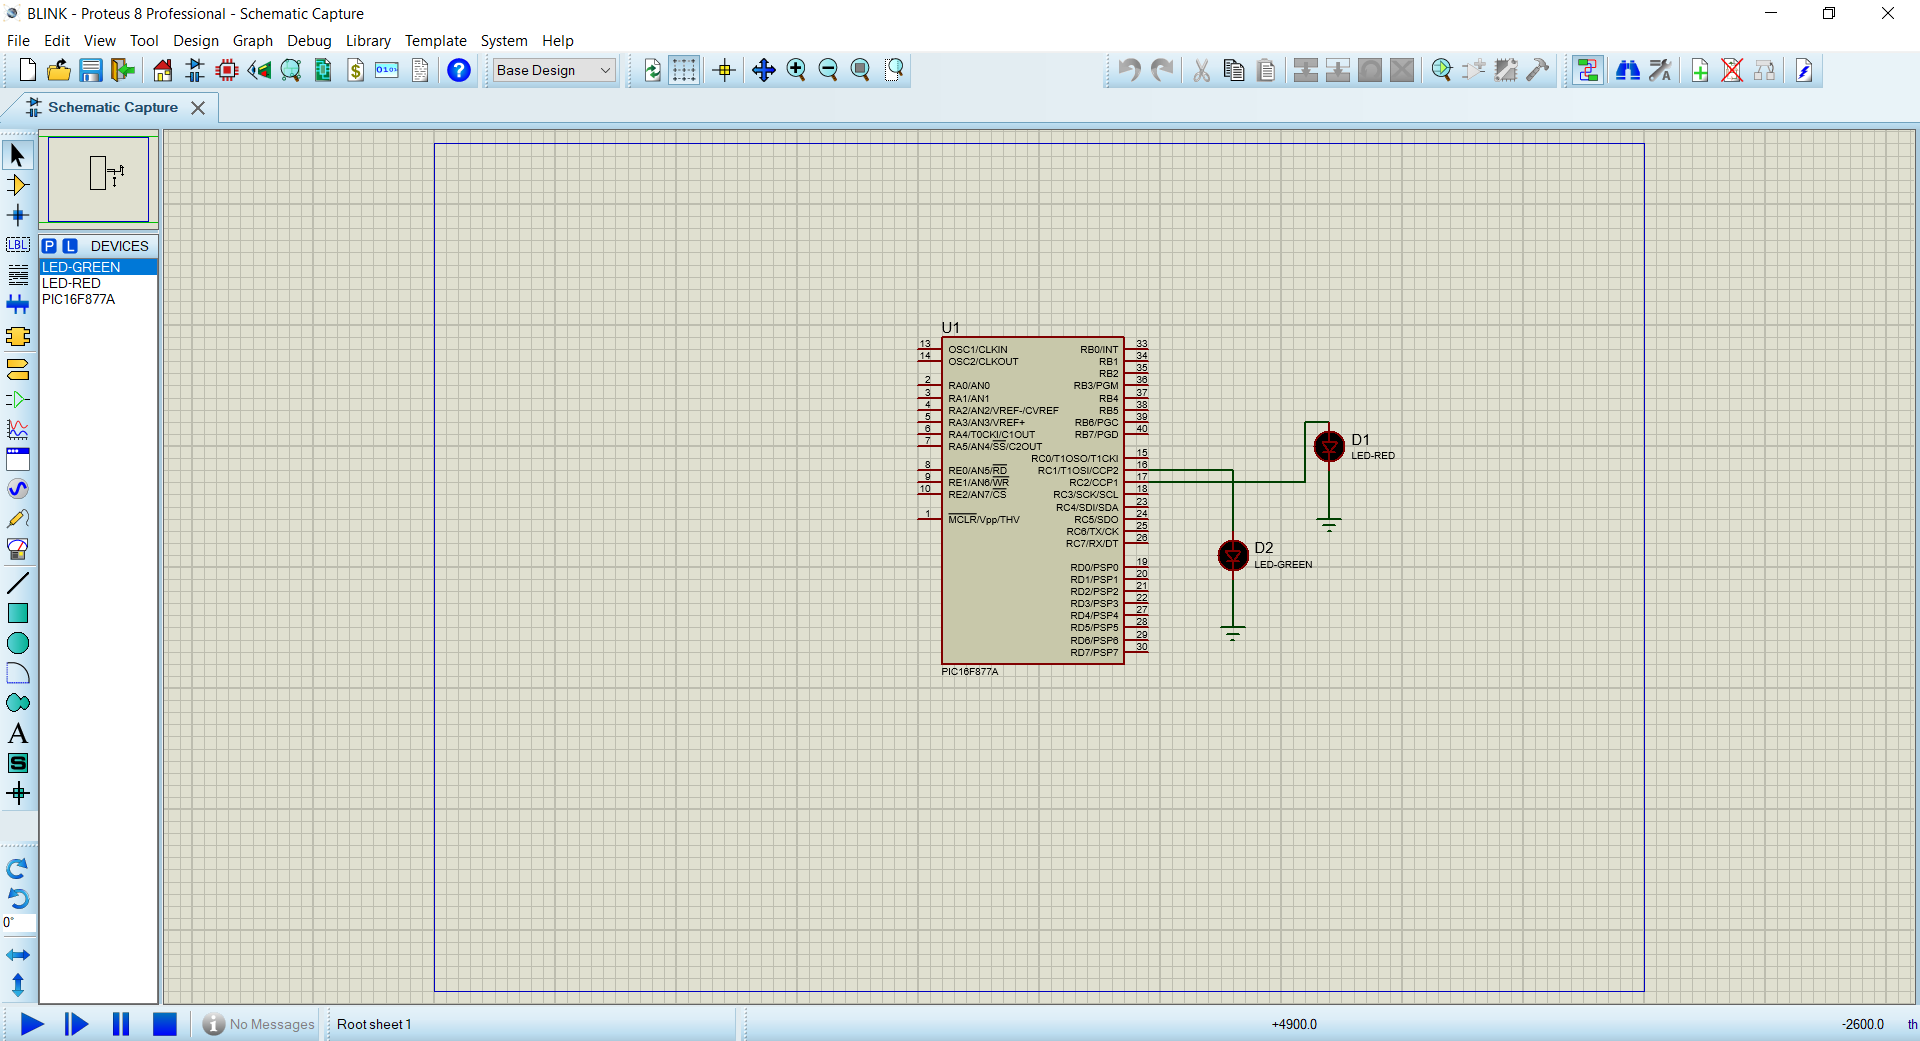 BLINK - Proteus 8 Professional - Schematic Capture
File Edit View Tool Design Graph Debug Library Template System Help
Base Design
Schematic Capture
LBL
P L DEVICES
LED-GREEN
LED-RED
PIC16F877A
A
S
0°
U1
13 OSC1/CLKIN RB0/INT 33
14 OSC2/CLKOUT RB1 34
RB2 35
2 RA0/AN0 RB3/PGM 36
3 RA1/AN1 RB4 37
4 RA2/AN2/VREF-/CVREF RB5 38
5 RA3/AN3/VREF+ RB6/PGC 39
6 RA4/T0CKI/C1OUT RB7/PGD 40
7 RA5/AN4/SS/C2OUT
RC0/T1OSO/T1CKI 15
8 RE0/AN5/RD RC1/T1OSI/CCP2 16
9 RE1/AN6/WR RC2/CCP1 17
10 RE2/AN7/CS RC3/SCK/SCL 18
RC4/SDI/SDA 23
1 MCLR/Vpp/THV RC5/SDO 24
RC6/TX/CK 25
RC7/RX/DT 26
RD0/PSP0 19
RD1/PSP1 20
RD2/PSP2 21
RD3/PSP3 22
RD4/PSP4 27
RD5/PSP5 28
RD6/PSP6 29
RD7/PSP7 30
PIC16F877A
D1
LED-RED
D2
LED-GREEN
No Messages Root sheet 1 +4900.0 -2600.0 th